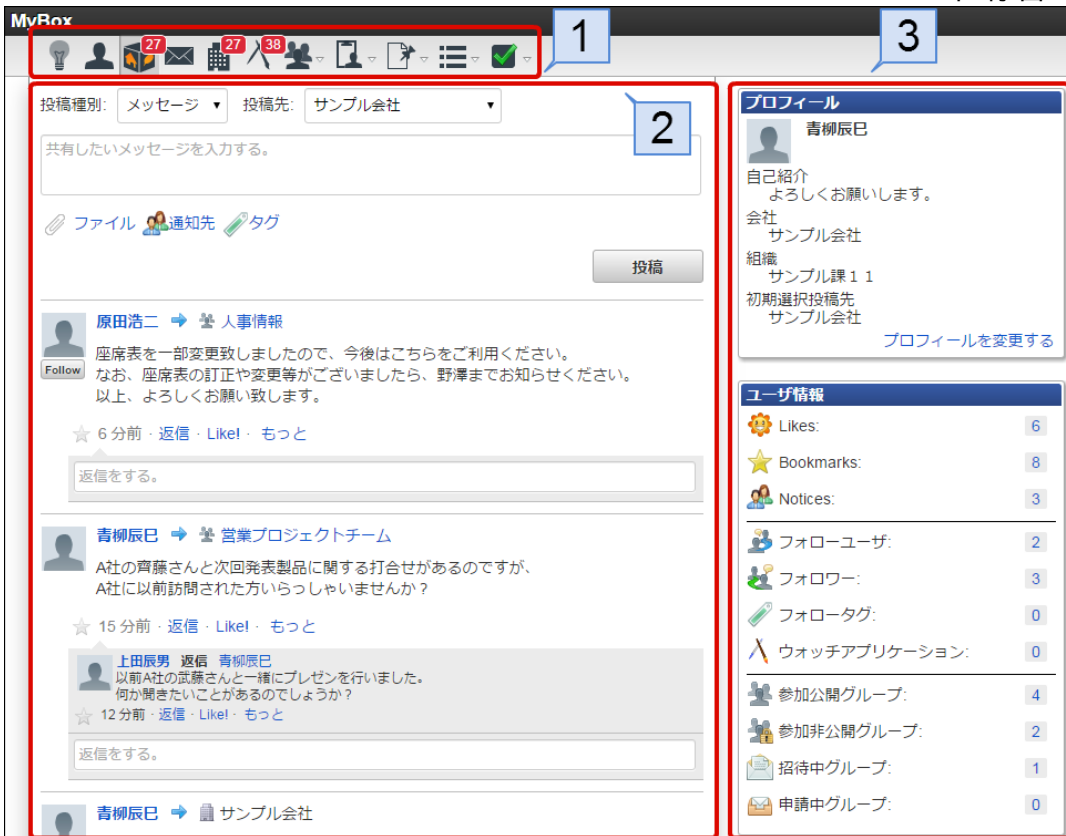 MyBox
27
27
38
1
3
投稿種別: メッセージ 投稿先: サンプル会社
2
共有したいメッセージを入力する。
ファイル 通知先 タグ
投稿
原田浩二 人事情報
Follow
座席表を一部変更致しましたので、今後はこちらをご利用ください。
なお、座席表の訂正や変更等がございましたら、野澤までお知らせください。
以上、よろしくお願い致します。
6 分前 · 返信 · Like! · もっと
返信をする。
青柳辰巳 営業プロジェクトチーム
A社の齊藤さんと次回発表製品に関する打合せがあるのですが、
A社に以前訪問された方いらっしゃいませんか？
15 分前 · 返信 · Like! · もっと
上田辰男 返信 青柳辰巳
以前A社の武藤さんと一緒にプレゼンを行いました。
何か聞きたいことがあるのでしょうか？
12 分前 · 返信 · Like! · もっと
返信をする。
青柳辰巳 サンプル会社
プロフィール
青柳辰巳
自己紹介
よろしくお願いします。
会社
サンプル会社
組織
サンプル課１１
初期選択投稿先
サンプル会社
プロフィールを変更する
ユーザ情報
Likes: 6
Bookmarks: 8
Notices: 3
フォローユーザ: 2
フォロワー: 3
フォロータグ: 0
ウォッチアプリケーション: 0
参加公開グループ: 4
参加非公開グループ: 2
招待中グループ: 1
申請中グループ: 0